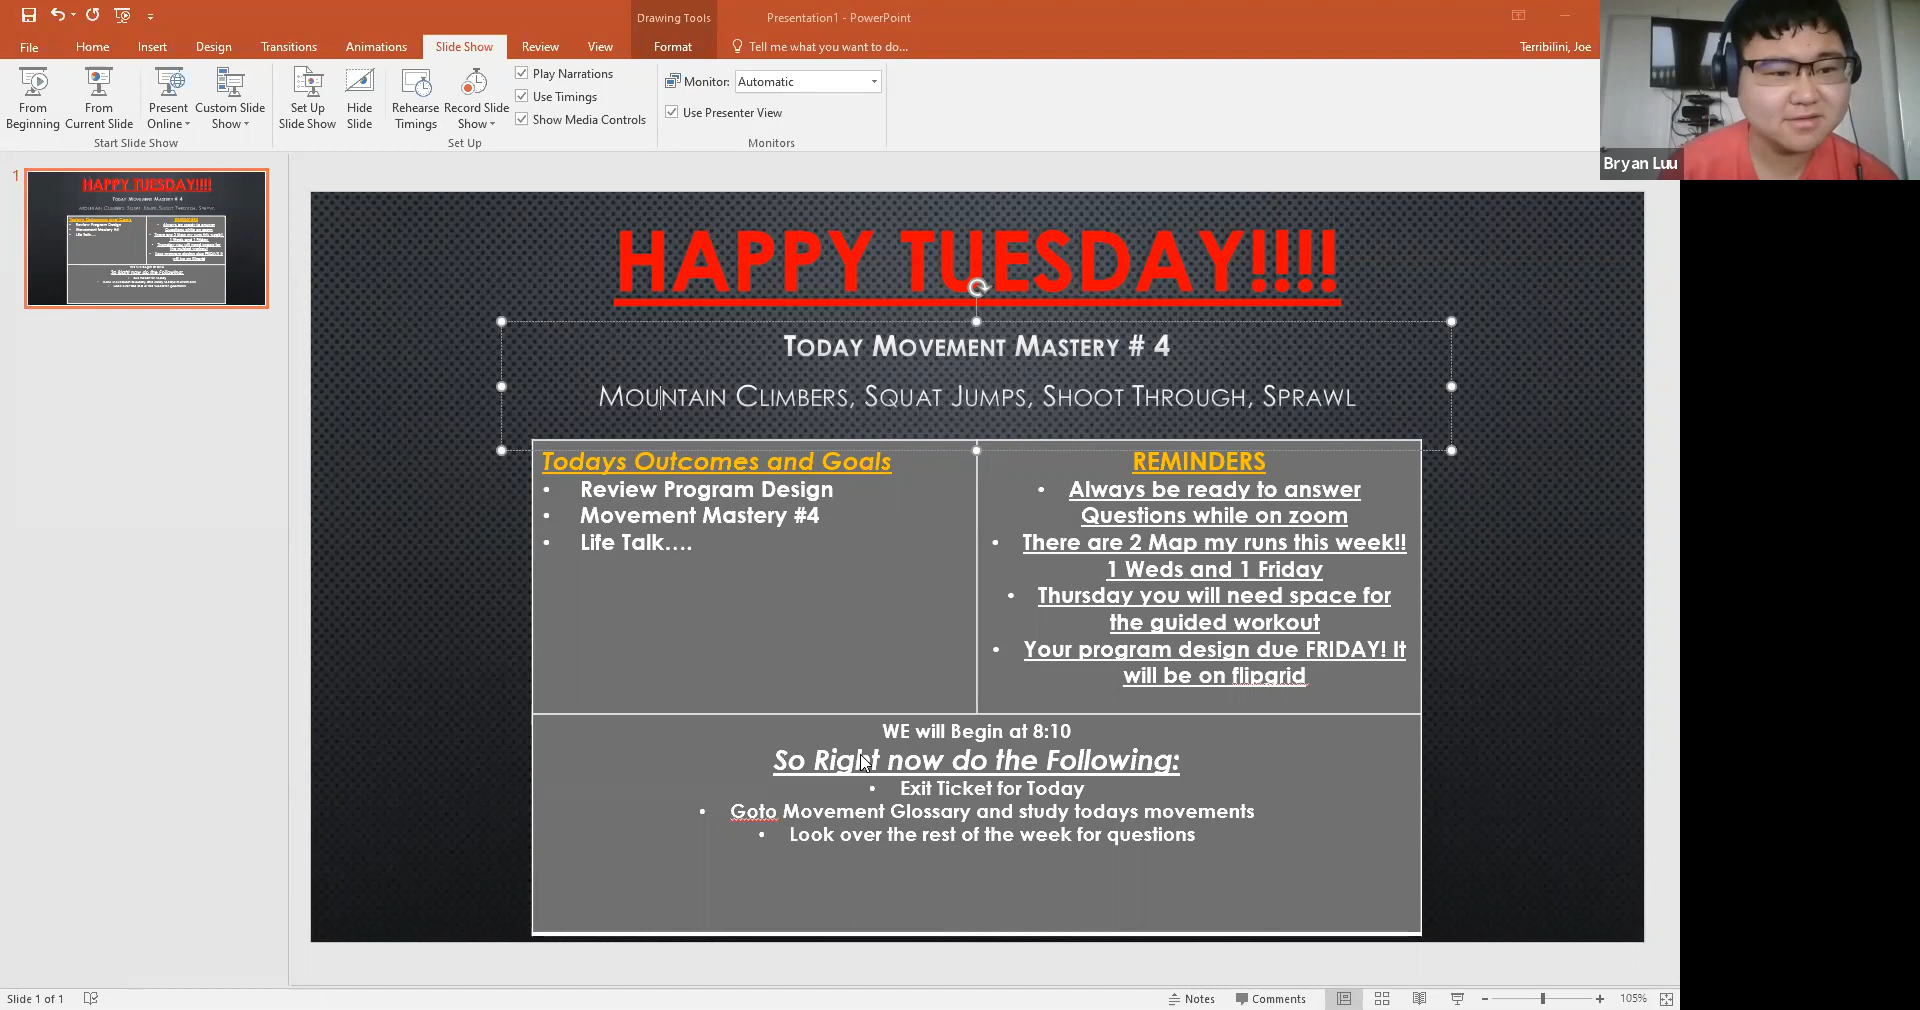 Drawing Tools
Presentation1 - PowerPoint
File Home Insert Design Transitions Animations Slide Show Review View Format Tell me what you want to do... Terribilini, Joe
From Beginning
From Current Slide
Present Online
Custom Slide Show
Start Slide Show
Set Up Slide Show
Hide Slide
Rehearse Timings
Record Slide Show
Play Narrations
Use Timings
Show Media Controls
Set Up
Monitor: Automatic
Use Presenter View
Monitors
Bryan Luu
1
HAPPY TUESDAY!!!!
Today Movement Mastery # 4
Mountain Climbers, Squat Jumps, Shoot Through, Sprawl
Todays Outcomes and Goals
• Review Program Design
• Movement Mastery #4
• Life Talk....
REMINDERS
• Always be ready to answer
Questions while on zoom
• There are 2 Map my runs this week!!
1 Weds and 1 Friday
• Thursday you will need space for
the guided workout
• Your program design due FRIDAY! It
will be on flipgrid
WE will Begin at 8:10
So Right now do the Following:
• Exit Ticket for Today
• Goto Movement Glossary and study todays movements
• Look over the rest of the week for questions
Slide 1 of 1
Notes Comments 105%